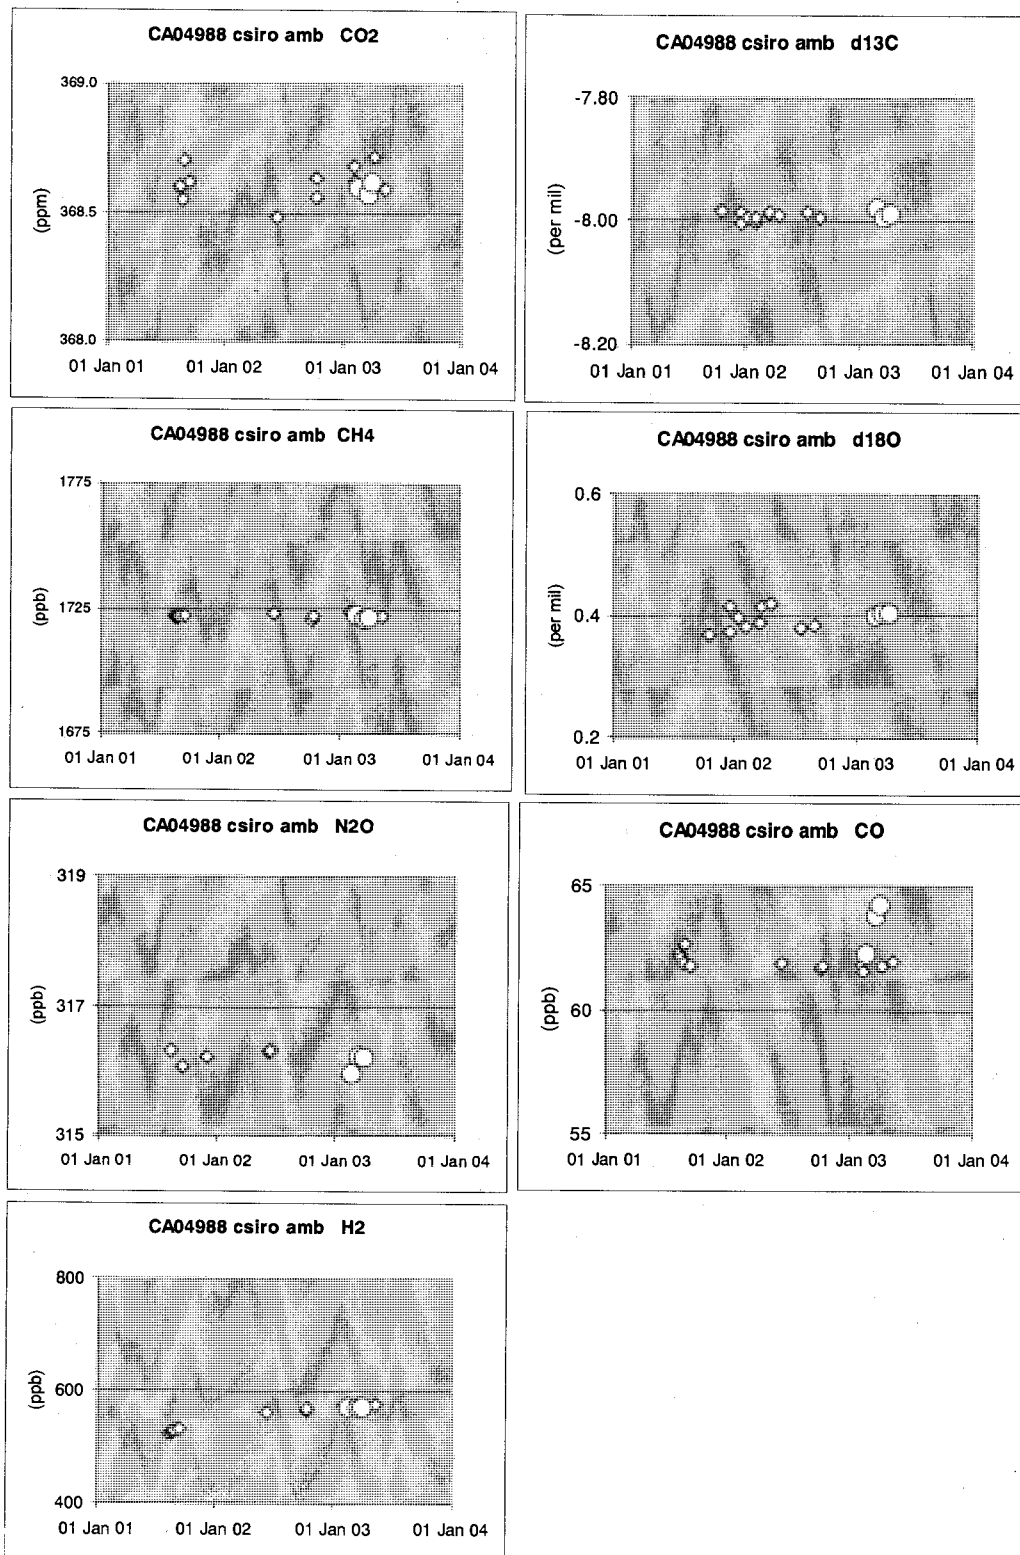 CA04988 csiro amb CO2
369.0
368.5
368.0
(ppm)
01 Jan 01 01 Jan 02 01 Jan 03 01 Jan 04
CA04988 csiro amb d13C
-7.80
-8.00
-8.20
(per mil)
01 Jan 01 01 Jan 02 01 Jan 03 01 Jan 04
CA04988 csiro amb CH4
1775
1725
1675
(ppb)
01 Jan 01 01 Jan 02 01 Jan 03 01 Jan 04
CA04988 csiro amb d18O
0.6
0.4
0.2
(per mil)
01 Jan 01 01 Jan 02 01 Jan 03 01 Jan 04
CA04988 csiro amb N2O
319
317
315
(ppb)
01 Jan 01 01 Jan 02 01 Jan 03 01 Jan 04
CA04988 csiro amb CO
65
60
55
(ppb)
01 Jan 01 01 Jan 02 01 Jan 03 01 Jan 04
CA04988 csiro amb H2
800
600
400
(ppb)
01 Jan 01 01 Jan 02 01 Jan 03 01 Jan 04